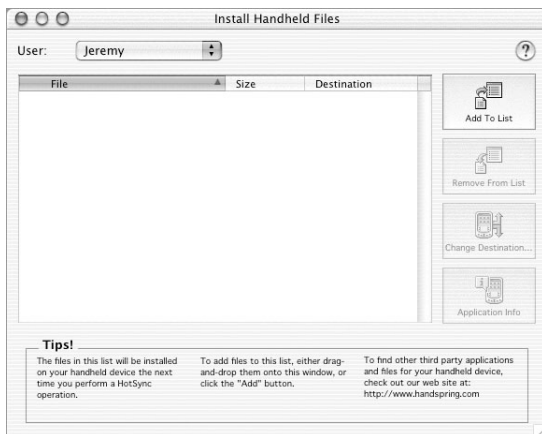 Install Handheld Files
User:
Jeremy
File
Size
Destination
Add To List
Remove From List
Change Destination...
Application Info
Tips!
The files in this list will be installed
on your handheld device the next
time you perform a HotSync
operation.
To add files to this list, either drag-
and-drop them onto this window, or
click the "Add" button.
To find other third party applications
and files for your handheld device,
check out our web site at:
http://www.handspring.com